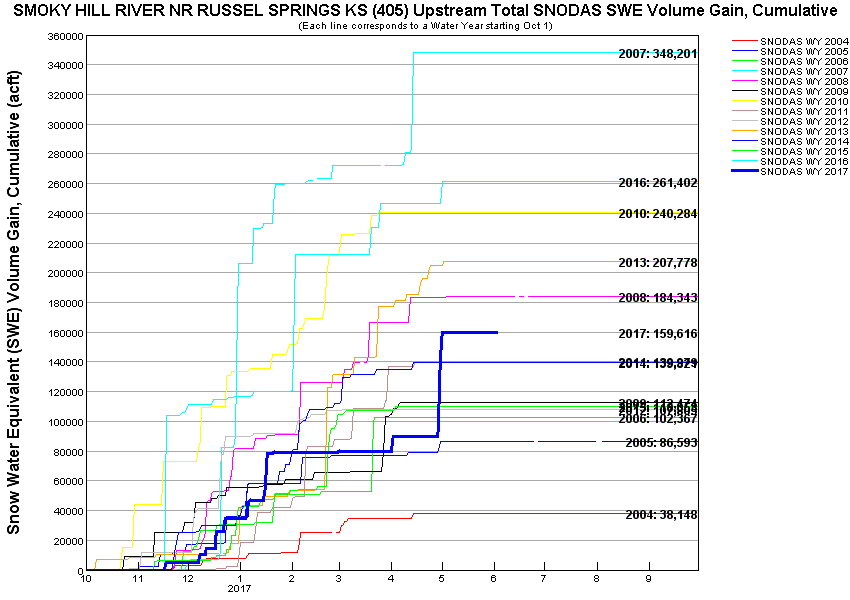 SMOKY HILL RIVER NR RUSSEL SPRINGS KS (405) Upstream Total SNODAS SWE Volume Gain, Cumulative
(Each line corresponds to a Water Year starting Oct 1)
Snow Water Equivalent (SWE) Volume Gain, Cumulative (acft)
360000
340000
320000
300000
280000
260000
240000
220000
200000
180000
160000
140000
120000
100000
80000
60000
40000
20000
0
2007: 348,201
2016: 261,402
2010: 240,284
2013: 207,778
2008: 184,343
2017: 159,616
2006: 102,367
2005: 86,593
2004: 38,148
10 11 12 1 2 3 4 5 6 7 8 9
2017
SNODAS WY 2004
SNODAS WY 2005
SNODAS WY 2006
SNODAS WY 2007
SNODAS WY 2008
SNODAS WY 2009
SNODAS WY 2010
SNODAS WY 2011
SNODAS WY 2012
SNODAS WY 2013
SNODAS WY 2014
SNODAS WY 2015
SNODAS WY 2016
SNODAS WY 2017